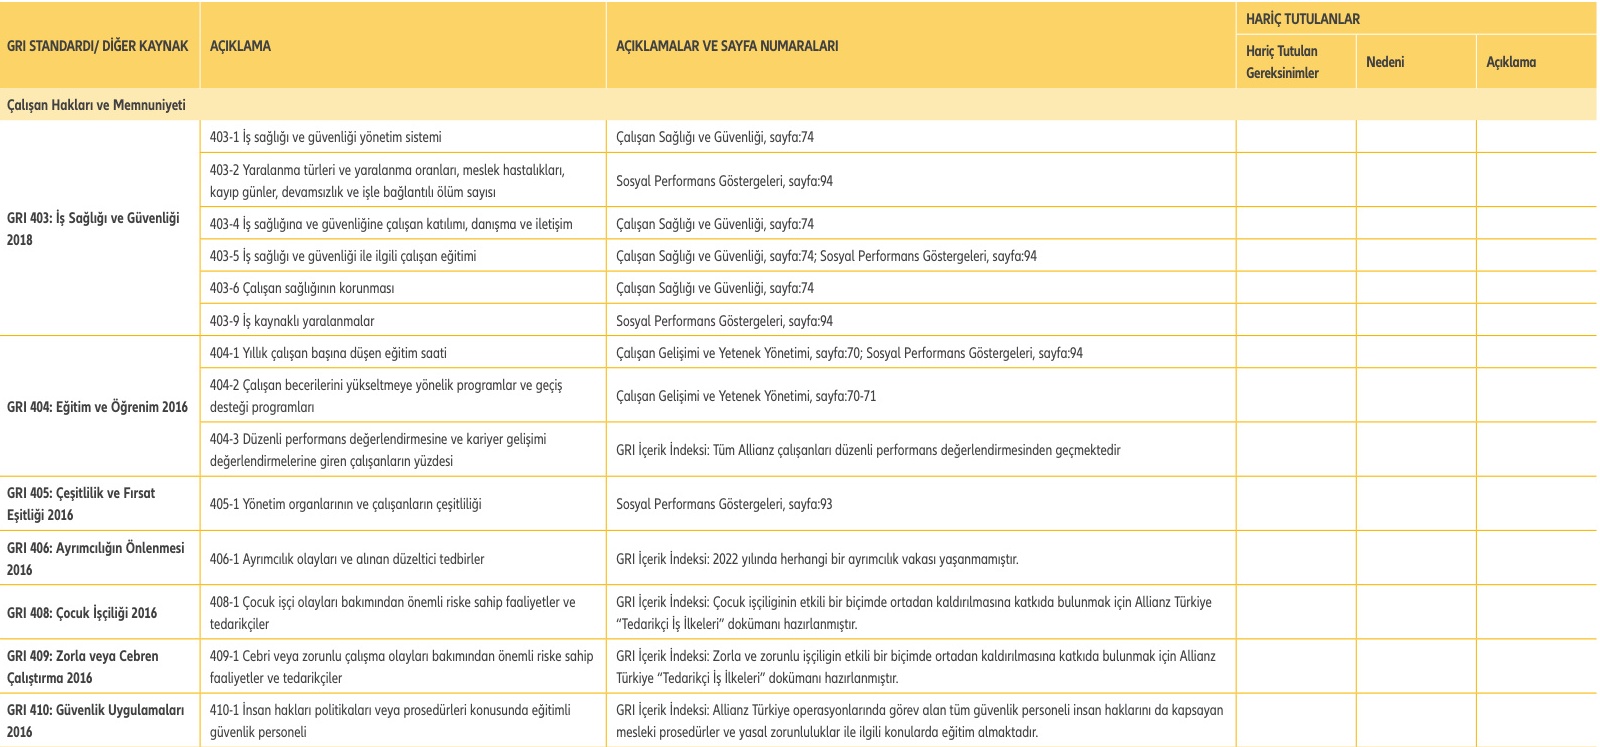 GRI STANDARDI/ DİĞER KAYNAK
AÇIKLAMA
AÇIKLAMALAR VE SAYFA NUMARALARI
HARİÇ TUTULANLAR
Hariç Tutulan
Gereksinimler
Nedeni
Açıklama
Çalışan Hakları ve Memnuniyeti
GRI 403: İş Sağlığı ve Güvenliği
2018
403-1 İş sağlığı ve güvenliği yönetim sistemi
Çalışan Sağlığı ve Güvenliği, sayfa:74
403-2 Yaralanma türleri ve yaralanma oranları, meslek hastalıkları,
kayıp günler, devamsızlık ve işle bağlantılı ölüm sayısı
Sosyal Performans Göstergeleri, sayfa:94
403-4 İş sağlığına ve güvenliğine çalışan katılımı, danışma ve iletişim
Çalışan Sağlığı ve Güvenliği, sayfa:74
403-5 İş sağlığı ve güvenliği ile ilgili çalışan eğitimi
Çalışan Sağlığı ve Güvenliği, sayfa:74; Sosyal Performans Göstergeleri, sayfa:94
403-6 Çalışan sağlığının korunması
Çalışan Sağlığı ve Güvenliği, sayfa:74
403-9 İş kaynaklı yaralanmalar
Sosyal Performans Göstergeleri, sayfa:94
GRI 404: Eğitim ve Öğrenim 2016
404-1 Yıllık çalışan başına düşen eğitim saati
Çalışan Gelişimi ve Yetenek Yönetimi, sayfa:70; Sosyal Performans Göstergeleri, sayfa:94
404-2 Çalışan becerilerini yükseltmeye yönelik programlar ve geçiş
desteği programları
Çalışan Gelişimi ve Yetenek Yönetimi, sayfa:70-71
404-3 Düzenli performans değerlendirmesine ve kariyer gelişimi
değerlendirmelerine giren çalışanların yüzdesi
GRI İçerik İndeksi: Tüm Allianz çalışanları düzenli performans değerlendirmesinden geçmektedir
GRI 405: Çeşitlilik ve Fırsat
Eşitliği 2016
405-1 Yönetim organlarının ve çalışanların çeşitliliği
Sosyal Performans Göstergeleri, sayfa:93
GRI 406: Ayrımcılığın Önlenmesi
2016
406-1 Ayrımcılık olayları ve alınan düzeltici tedbirler
GRI İçerik İndeksi: 2022 yılında herhangi bir ayrımcılık vakası yaşanmamıştır.
GRI 408: Çocuk İşçiliği 2016
408-1 Çocuk işçi olayları bakımından önemli riske sahip faaliyetler ve
tedarikçiler
GRI İçerik İndeksi: Çocuk işçiliginin etkili bir biçimde ortadan kaldırılmasına katkıda bulunmak için Allianz Türkiye
“Tedarikçi İş İlkeleri” dokümanı hazırlanmıştır.
GRI 409: Zorla veya Cebren
Çalıştırma 2016
409-1 Cebri veya zorunlu çalışma olayları bakımından önemli riske sahip
faaliyetler ve tedarikçiler
GRI İçerik İndeksi: Zorla ve zorunlu işçiligin etkili bir biçimde ortadan kaldırılmasına katkıda bulunmak için Allianz
Türkiye “Tedarikçi İş İlkeleri” dokümanı hazırlanmıştır.
GRI 410: Güvenlik Uygulamaları
2016
410-1 İnsan hakları politikaları veya prosedürleri konusunda eğitimli
güvenlik personeli
GRI İçerik İndeksi: Allianz Türkiye operasyonlarında görev alan tüm güvenlik personeli insan haklarını da kapsayan
mesleki prosedürler ve yasal zorunluluklar ile ilgili konularda eğitim almaktadır.